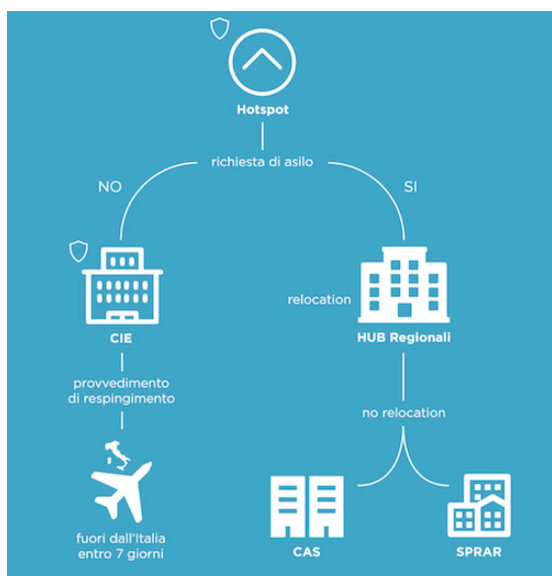 Hotspot
richiesta di asilo
NO
SI
CIE
relocation
HUB Regionali
provvedimento
di respingimento
no relocation
fuori dall'Italia
entro 7 giorni
CAS
SPRAR